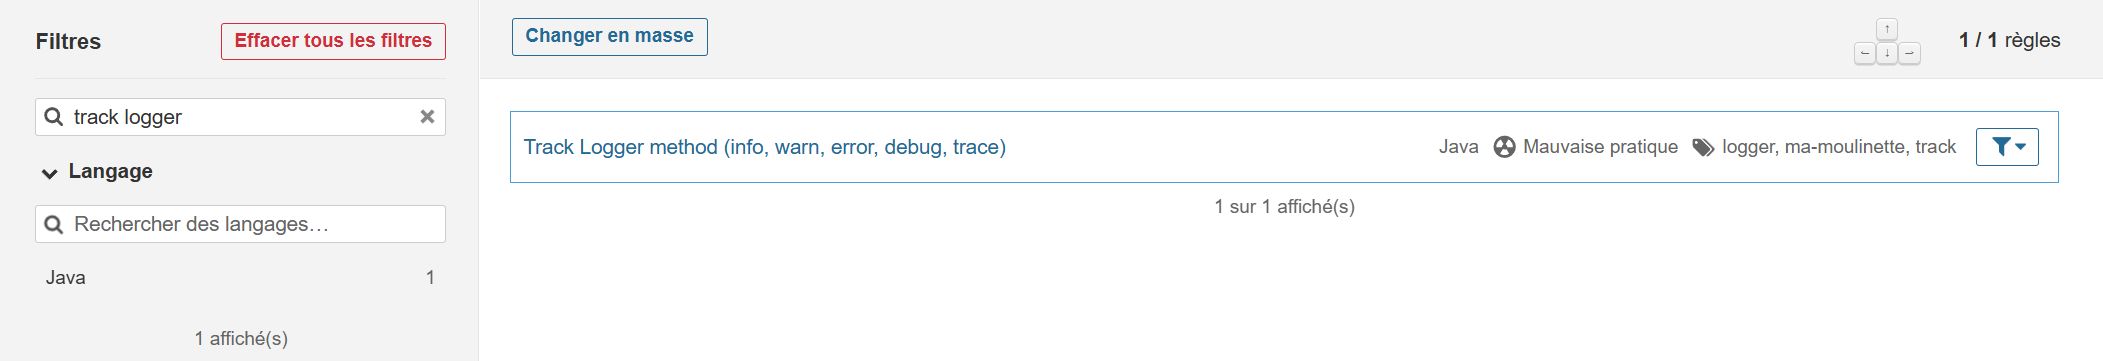 Filtres
Effacer tous les filtres
track logger
Langage
Rechercher des langages…
Java 1
1 affiché(s)
Changer en masse
↑
← ↓ →
1 / 1 règles
Track Logger method (info, warn, error, debug, trace) Java Mauvaise pratique logger, ma-moulinette, track
1 sur 1 affiché(s)